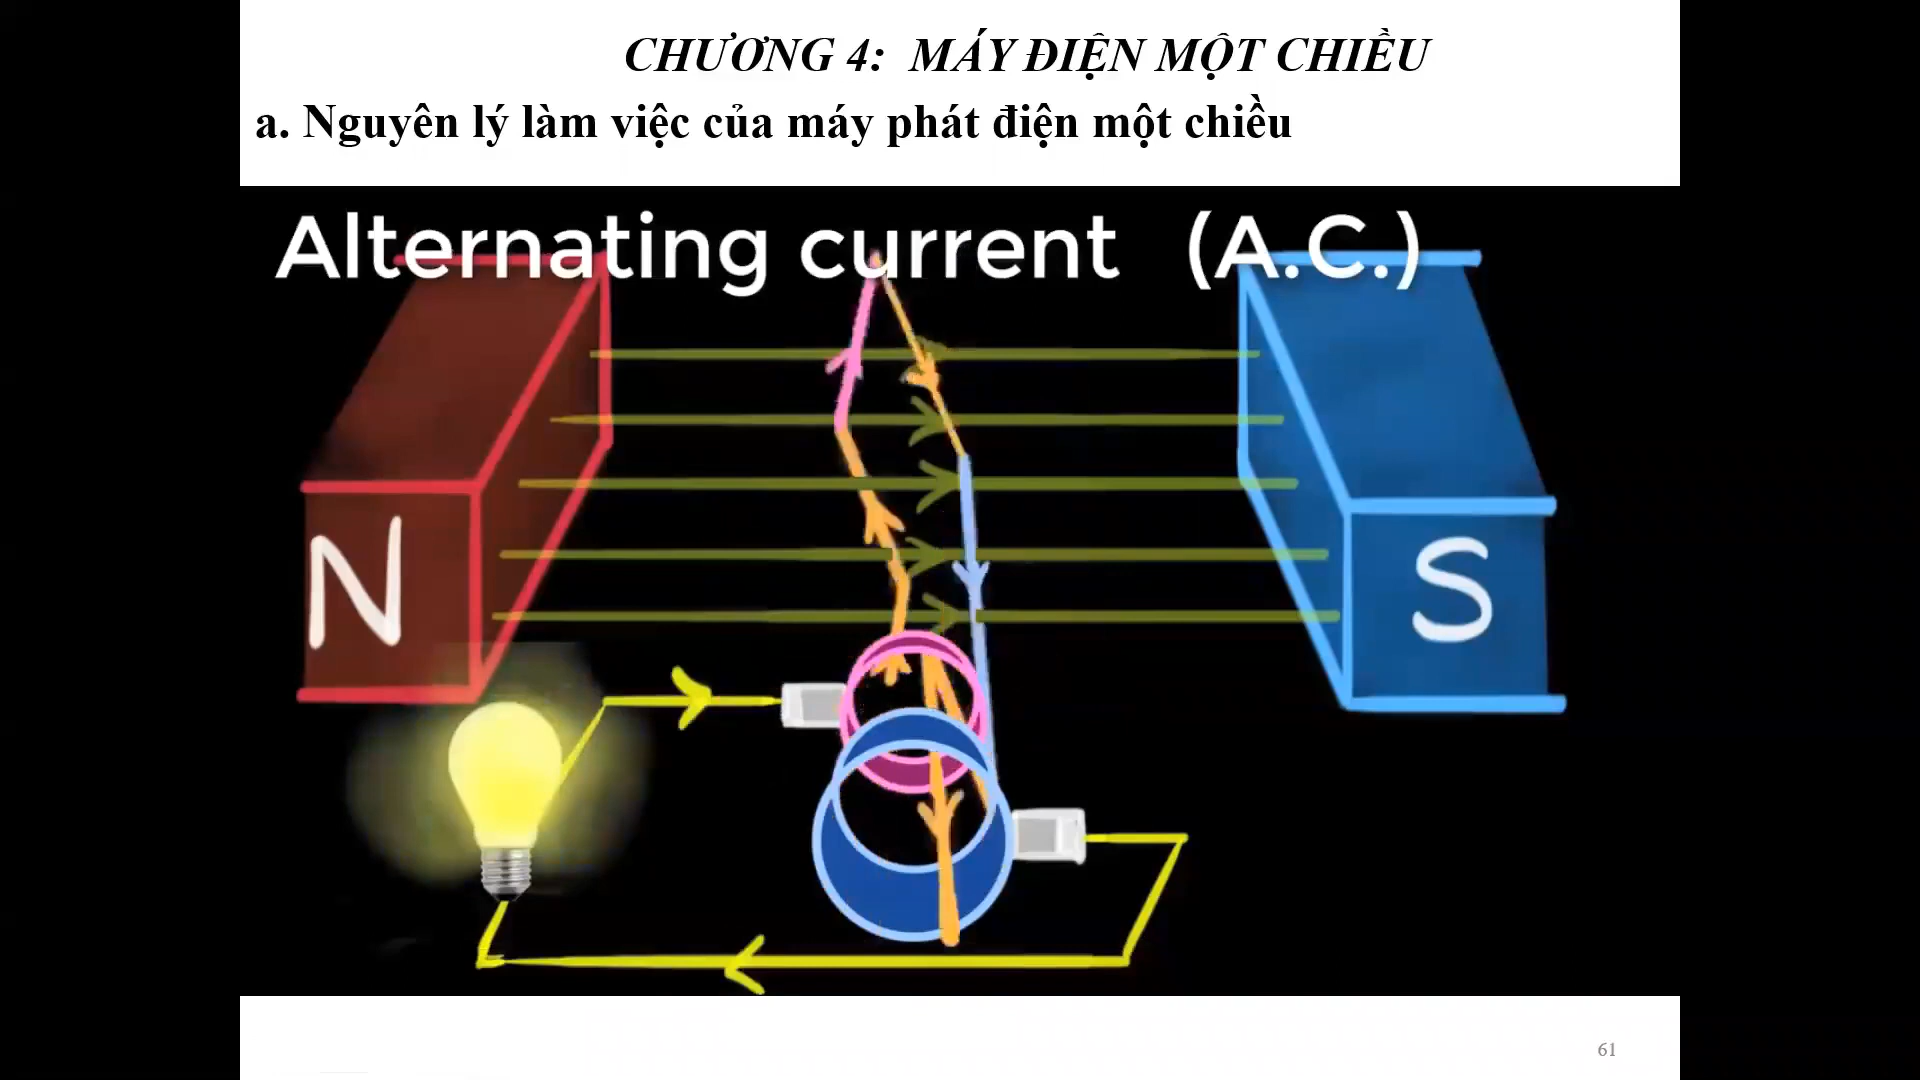 CHƯƠNG 4: MÁY ĐIỆN MỘT CHIỀU
a. Nguyên lý làm việc của máy phát điện một chiều
Alternating current (A.C.)
N
S
61